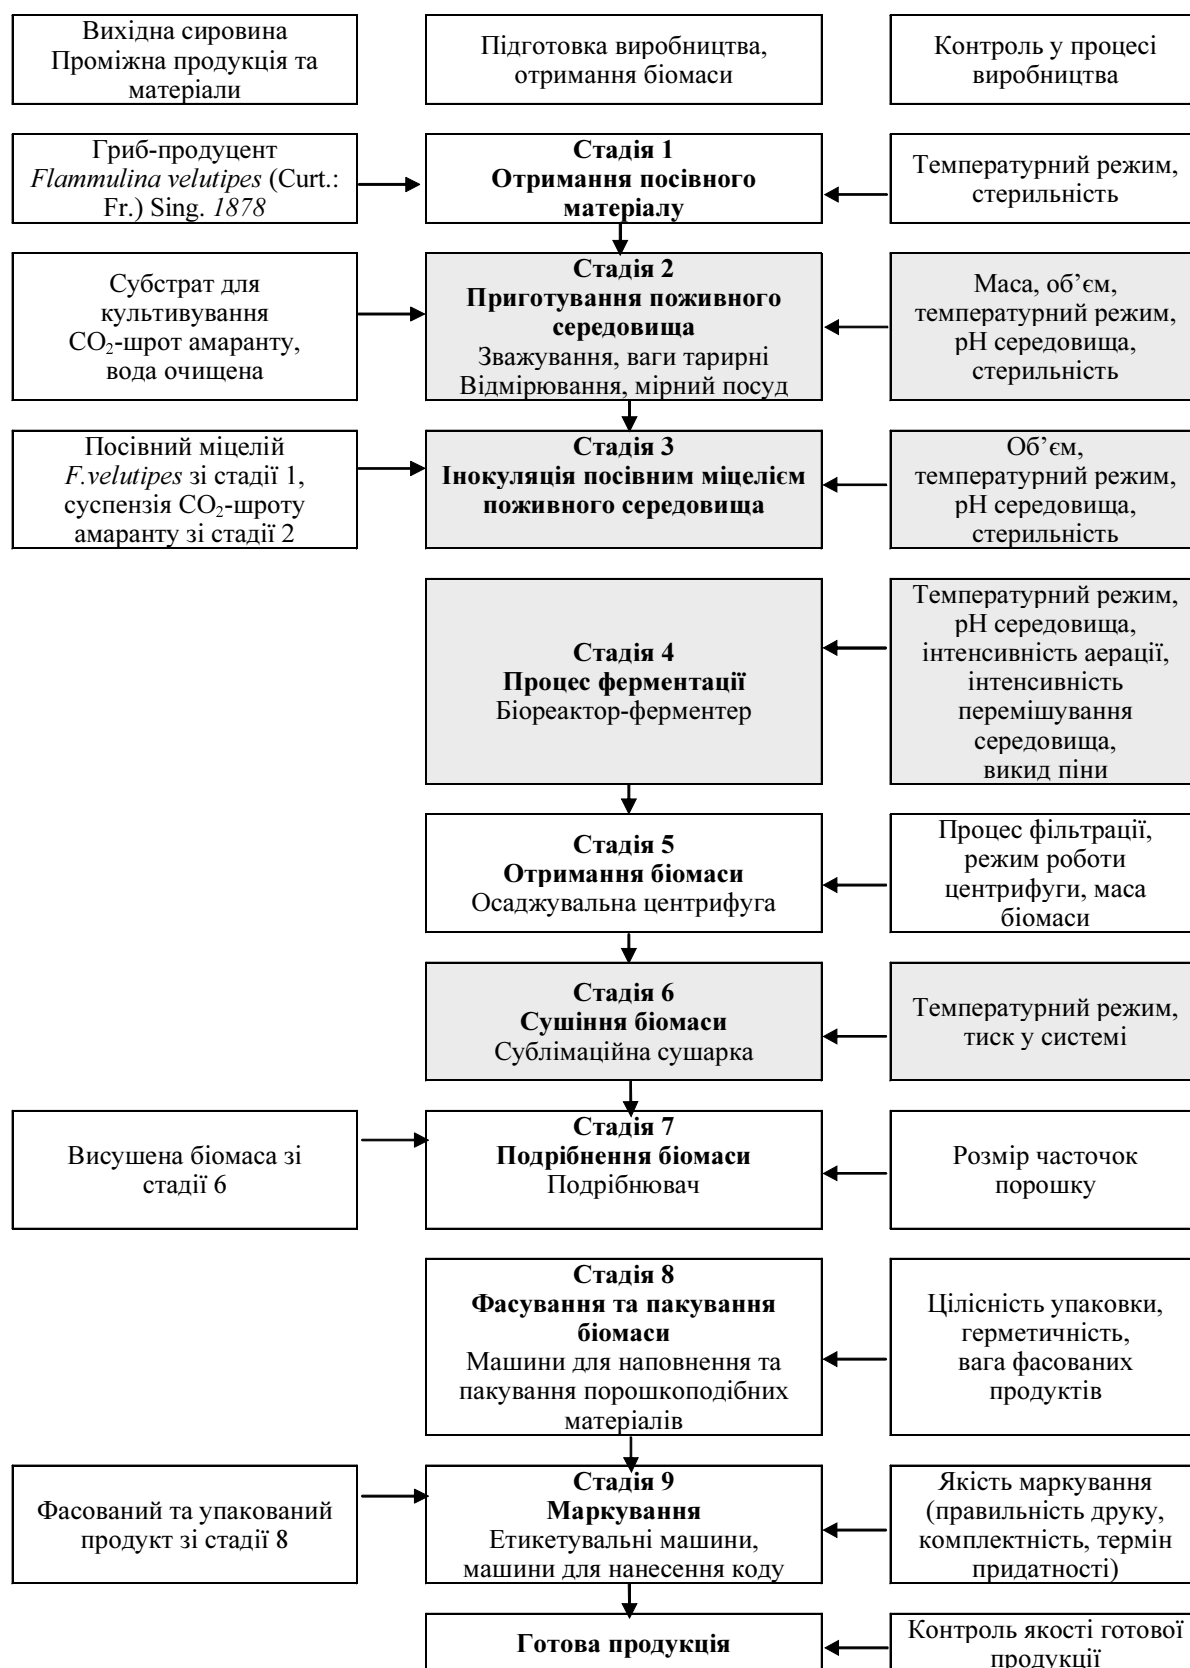 Вихідна сировина
Проміжна продукція та
матеріали
Підготовка виробництва,
отримання біомаси
Контроль у процесі
виробництва
Гриб-продуцент
Flammulina velutipes (Curt.:
Fr.) Sing. 1878
Стадія 1
Отримання посівного
матеріалу
Температурний режим,
стерильність
Субстрат для
культивування
CO₂-шрот амаранту,
вода очищена
Стадія 2
Приготування поживного
середовища
Зважування, ваги тарирні
Відмірювання, мірний посуд
Маса, об’єм,
температурний режим,
pH середовища,
стерильність
Посівний міцелій
F.velutipes зі стадії 1,
суспензія CO₂-шроту
амаранту зі стадії 2
Стадія 3
Інокуляція посівним міцелієм
поживного середовища
Об’єм,
температурний режим,
pH середовища,
стерильність
Стадія 4
Процес ферментації
Біореактор-ферментер
Температурний режим,
pH середовища,
інтенсивність аерації,
інтенсивність
перемішування
середовища,
викид піни
Стадія 5
Отримання біомаси
Осаджувальна центрифуга
Процес фільтрації,
режим роботи
центрифуги, маса
біомаси
Стадія 6
Сушіння біомаси
Сублімаційна сушарка
Температурний режим,
тиск у системі
Висушена біомаса зі
стадії 6
Стадія 7
Подрібнення біомаси
Подрібнювач
Розмір часточок
порошку
Стадія 8
Фасування та пакування
біомаси
Машини для наповнення та
пакування порошкоподібних
матеріалів
Цілісність упаковки,
герметичність,
вага фасованих
продуктів
Фасований та упакований
продукт зі стадії 8
Стадія 9
Маркування
Етикетувальні машини,
машини для нанесення коду
Якість маркування
(правильність друку,
комплектність, термін
придатності)
Готова продукція
Контроль якості готової
продукції